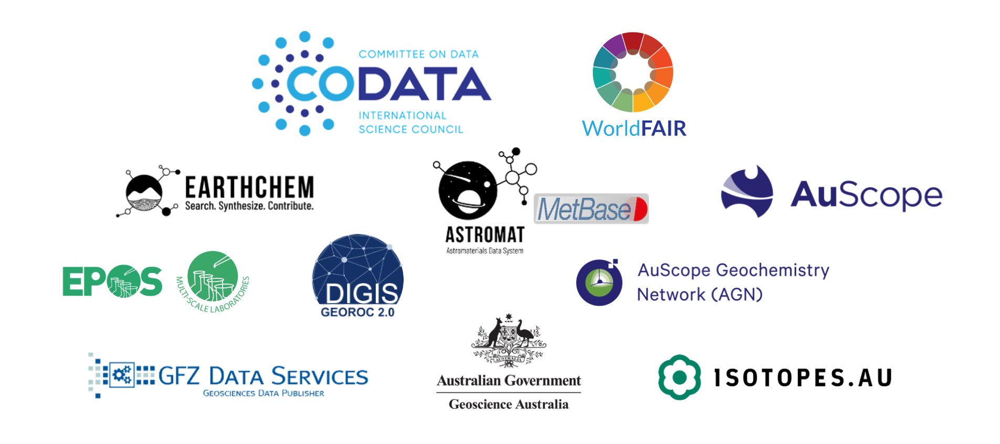 COMMITTEE ON DATA
CODATA
INTERNATIONAL
SCIENCE COUNCIL
WorldFAIR
EARTHCHEM
Search. Synthesize. Contribute.
ASTROMAT
Astromaterials Data System
MetBase
AuScope
EPOS
MULTI-SCALE LABORATORIES
DIGIS
GEOROC 2.0
AuScope Geochemistry
Network (AGN)
GFZ DATA SERVICES
GEOSCIENCES DATA PUBLISHER
AUSTRALIA
Australian Government
Geoscience Australia
ISOTOPES.AU